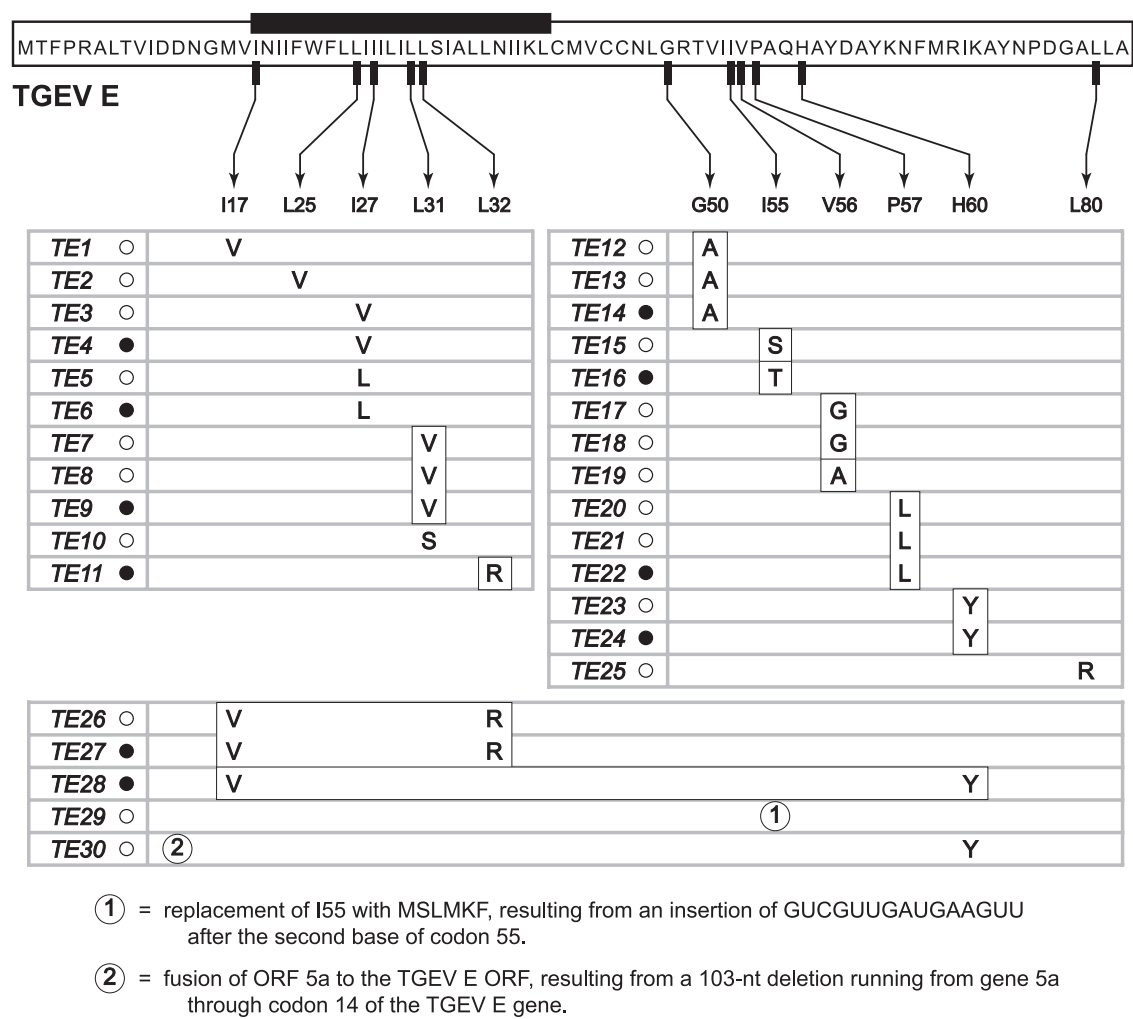 MTFPRALTVIDDNGMVINIIFWFLLIIILILLSIALLNIIKLCMVCCNLGRTVIIVPAQHAYDAYKNFMRIKAYNPDGALLA
TGEV E
I17 L25 I27 L31 L32 G50 I55 V56 P57 H60 L80
TE1 ○ V
TE2 ○ V
TE3 ○ V
TE4 ● V
TE5 ○ L
TE6 ● L
TE7 ○ V
TE8 ○ V
TE9 ● V
TE10 ○ S
TE11 ● R
TE12 ○ A
TE13 ○ A
TE14 ● A
TE15 ○ S
TE16 ● T
TE17 ○ G
TE18 ○ G
TE19 ○ A
TE20 ○ L
TE21 ○ L
TE22 ● L
TE23 ○ Y
TE24 ● Y
TE25 ○ R
TE26 ○ V R
TE27 ● V R
TE28 ● V Y
TE29 ○ ①
TE30 ○ ② Y
① = replacement of I55 with MSLMKF, resulting from an insertion of GUCGUUGAUGAAGUU
after the second base of codon 55.
② = fusion of ORF 5a to the TGEV E ORF, resulting from a 103-nt deletion running from gene 5a
through codon 14 of the TGEV E gene.